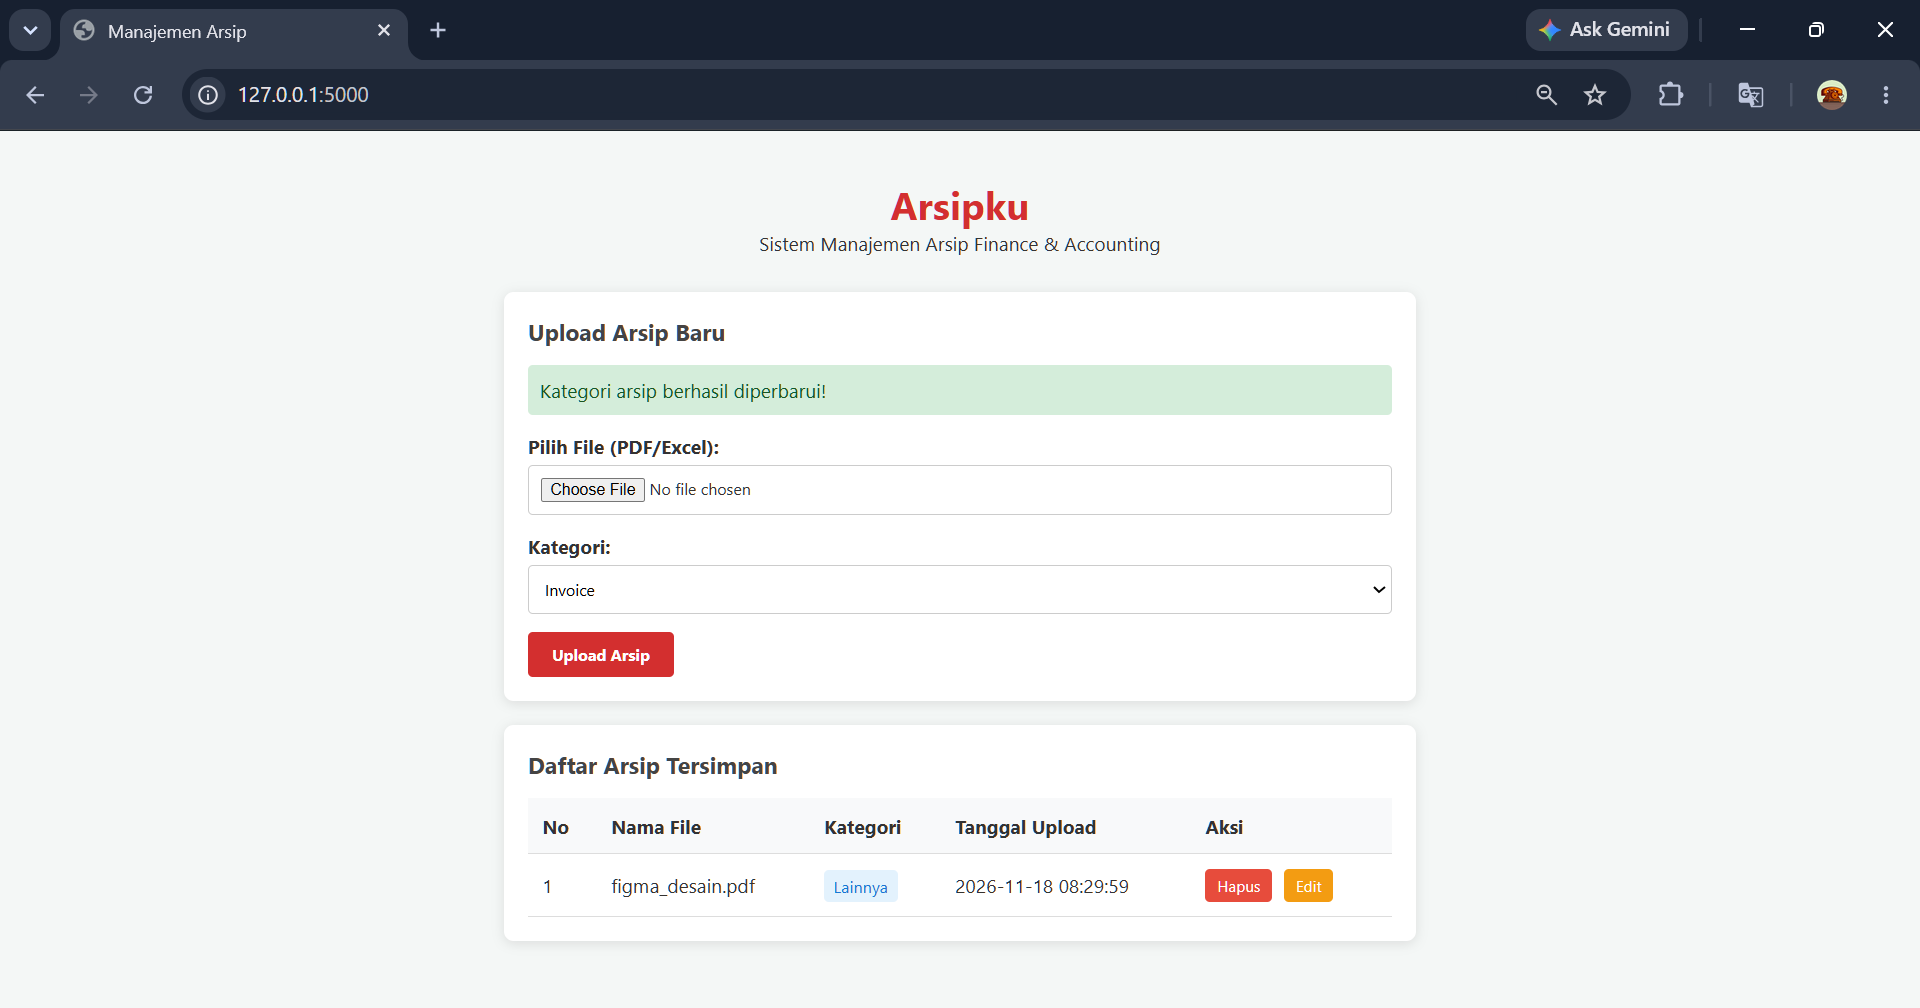 Manajemen Arsip
Ask Gemini
127.0.0.1:5000
Arsipku
Sistem Manajemen Arsip Finance & Accounting
Upload Arsip Baru
Kategori arsip berhasil diperbarui!
Pilih File (PDF/Excel):
Choose File No file chosen
Kategori:
Invoice
Upload Arsip
Daftar Arsip Tersimpan
No Nama File Kategori Tanggal Upload Aksi
1 figma_desain.pdf Lainnya 2026-11-18 08:29:59 Hapus Edit